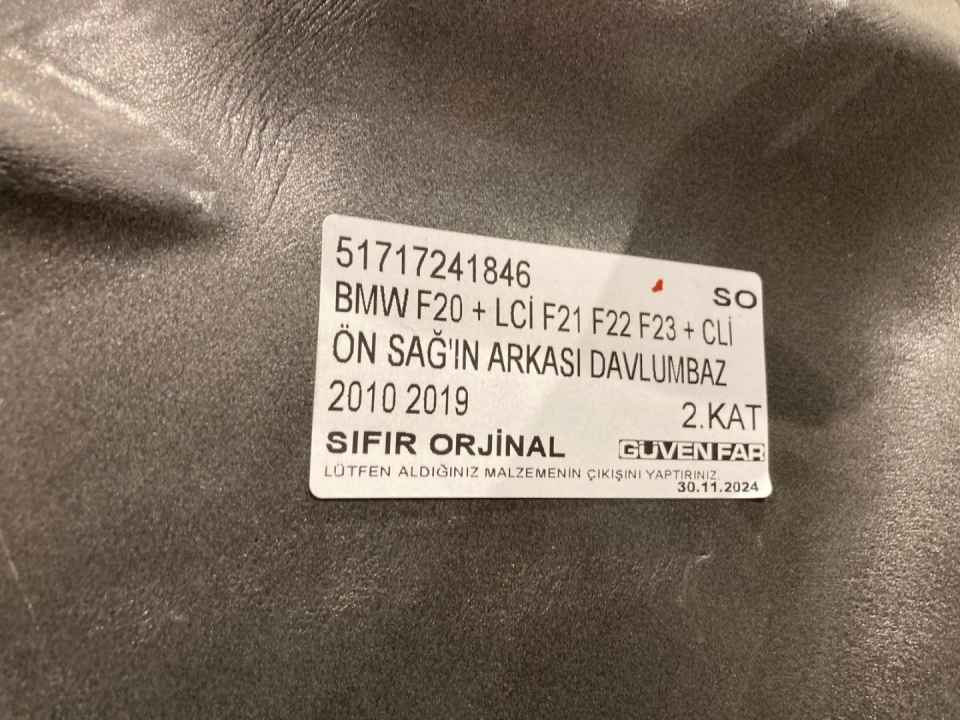 51717241846
SO
BMW F20 + LCİ F21 F22 F23 + CLİ
ÖN SAĞ'IN ARKASI DAVLUMBAZ
2010 2019
2.KAT
SIFIR ORJİNAL
GÜVEN FAR
LÜTFEN ALDIĞINIZ MALZEMENİN ÇIKIŞINI YAPTIRINIZ.
30.11.2024